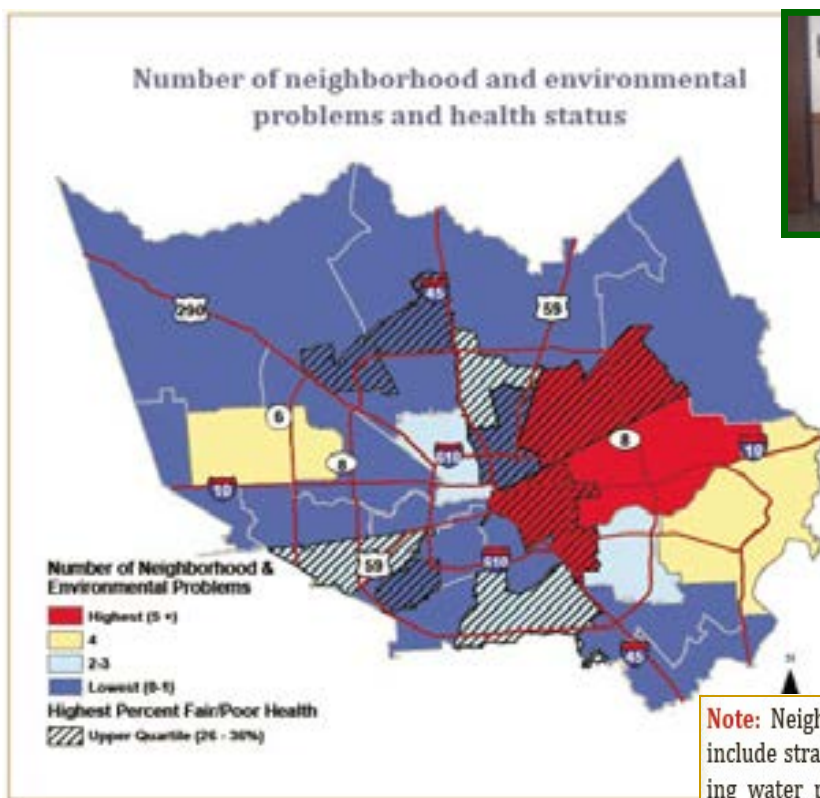 Number of neighborhood and environmental
problems and health status
45
290
59
6
8
610
8
10
10
59
610
45
Number of Neighborhood &
Environmental Problems
Highest (5 +)
4
2-3
Lowest (0-1)
Highest Percent Fair/Poor Health
Upper Quartile (26 - 36%)
N
Note: Neigh
include stra
ing water p